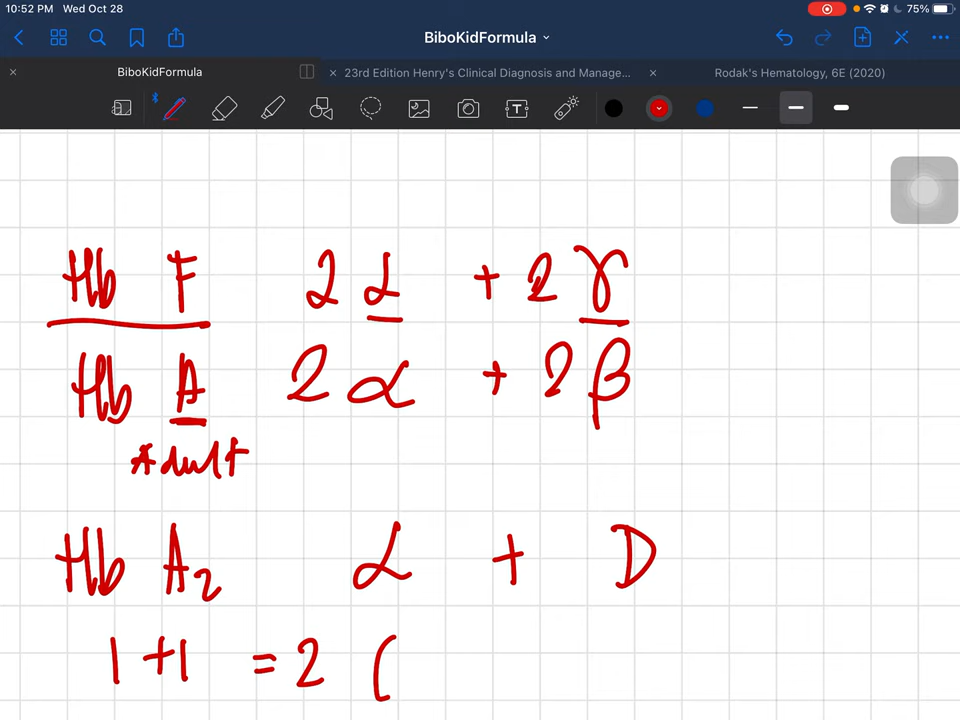 10:52 PM Wed Oct 28 75%
BiboKidFormula
BiboKidFormula 23rd Edition Henry's Clinical Diagnosis and Manage... Rodak's Hematology, 6E (2020)
Hb F 2 α + 2 γ
Hb A 2 α + 2 β
Adult
Hb A2 α + D
1 +1 = 2 (